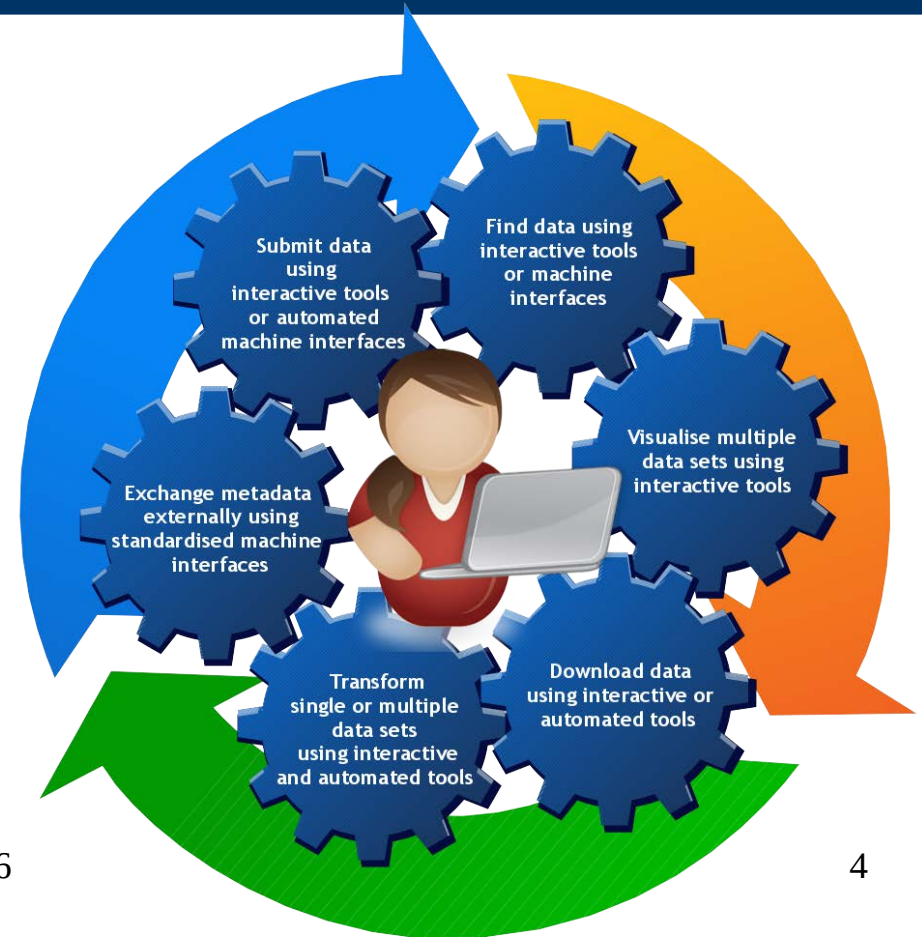 Submit data
using
interactive tools
or automated
machine interfaces
Find data using
interactive tools
or machine
interfaces
Visualise multiple
data sets using
interactive tools
Download data
using interactive or
automated tools
Transform
single or multiple
data sets
using interactive
and automated tools
Exchange metadata
externally using
standardised machine
interfaces
6
4